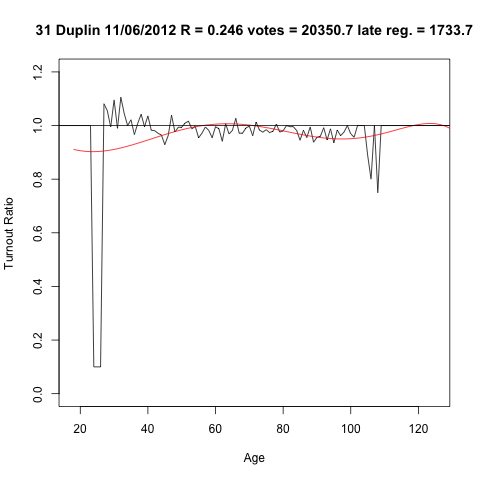 31 Duplin 11/06/2012 R = 0.246 votes = 20350.7 late reg. = 1733.7
1.2
1.0
0.8
0.6
0.4
0.2
0.0
Turnout Ratio
20 40 60 80 100 120
Age